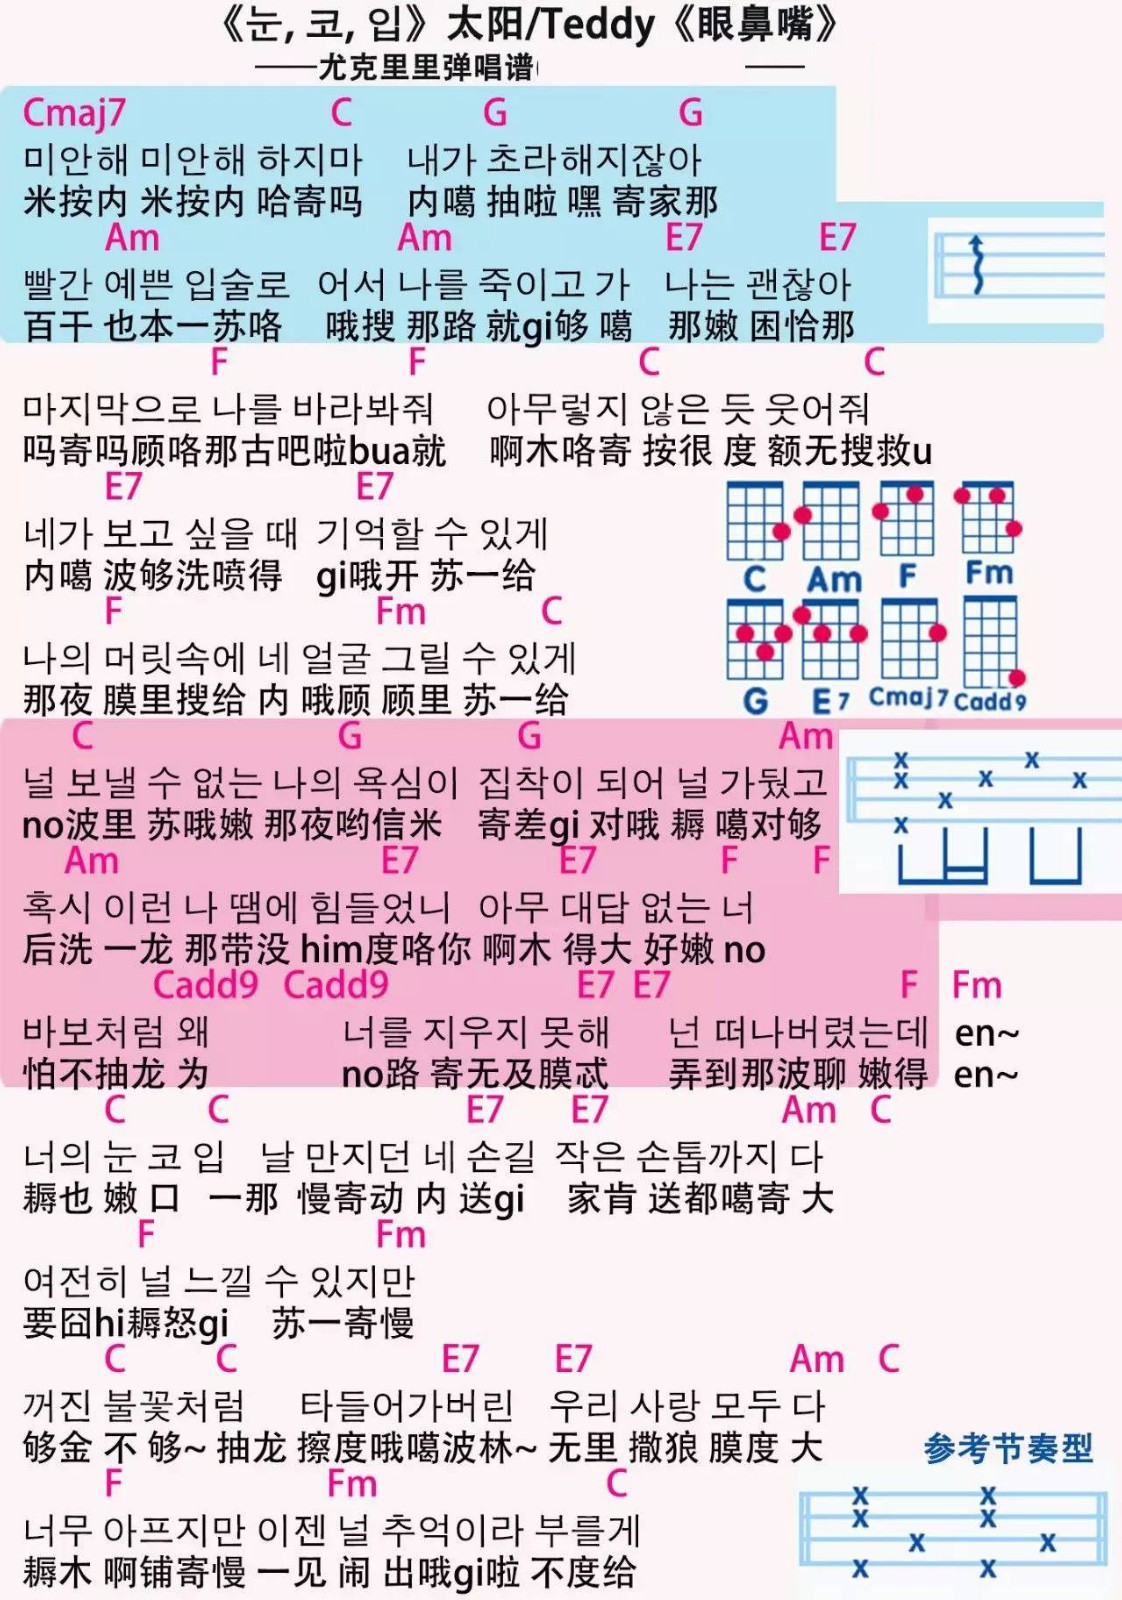 《눈, 코, 입》太阳/Teddy《眼鼻嘴》
——尤克里里弹唱谱( ——
Cmaj7 C G G
미안해 미안해 하지마 내가 초라해지잖아
米按内 米按内 哈寄吗 内噶 抽啦 嘿 寄家那
Am Am E7 E7
빨간 예쁜 입술로 어서 나를 죽이고 가 나는 괜찮아
百干 也本一苏咯 哦搜 那路 就gi够 噶 那嫩 困恰那
F F C C
마지막으로 나를 바라봐줘 아무렇지 않은 듯 웃어줘
吗寄吗顾咯那古吧啦bua就 啊木咯寄 按很 度 额无搜救u
E7 E7
네가 보고 싶을 때 기억할 수 있게
内噶 波够洗喷得 gi哦开 苏一给
F Fm C
나의 머릿속에 네 얼굴 그릴 수 있게
那夜 膜里搜给 内 哦顾 顾里 苏一给
C Am F Fm
G E7 Cmaj7 Cadd9
C G G Am
널 보낼 수 없는 나의 욕심이 집착이 되어 널 가뒀고
no波里 苏哦嫩 那夜哟信米 寄差gi 对哦 耨 噶对够
Am E7 E7 F F
혹시 이런 나 땜에 힘들었니 아무 대답 없는 너
后洗 一龙 那带没 him度咯你 啊木 得大 好嫩 no
Cadd9 Cadd9 E7 E7 F Fm
바보처럼 왜 너를 지우지 못해 넌 떠나버렸는데 en~
怕不抽龙 为 no路 寄无及膜忒 弄到那波聊 嫩得 en~
C C E7 E7 Am C
너의 눈 코 입 날 만지던 네 손길 작은 손톱까지 다
耨也 嫩 口 一那 慢寄动 内 送gi 家肯 送都噶寄 大
F Fm
여전히 널 느낄 수 있지만
要囧hi耨怒gi 苏一寄慢
C C E7 E7 Am C
꺼진 불꽃처럼 타들어가버린 우리 사랑 모두 다
够金 不 够~ 抽龙 擦度哦噶波林~ 无里 撒狼 膜度 大
参考节奏型
F Fm C
너무 아프지만 이젠 널 추억이라 부를게
耨木 啊铺寄慢 一见 闹 出哦gi啦 不度给